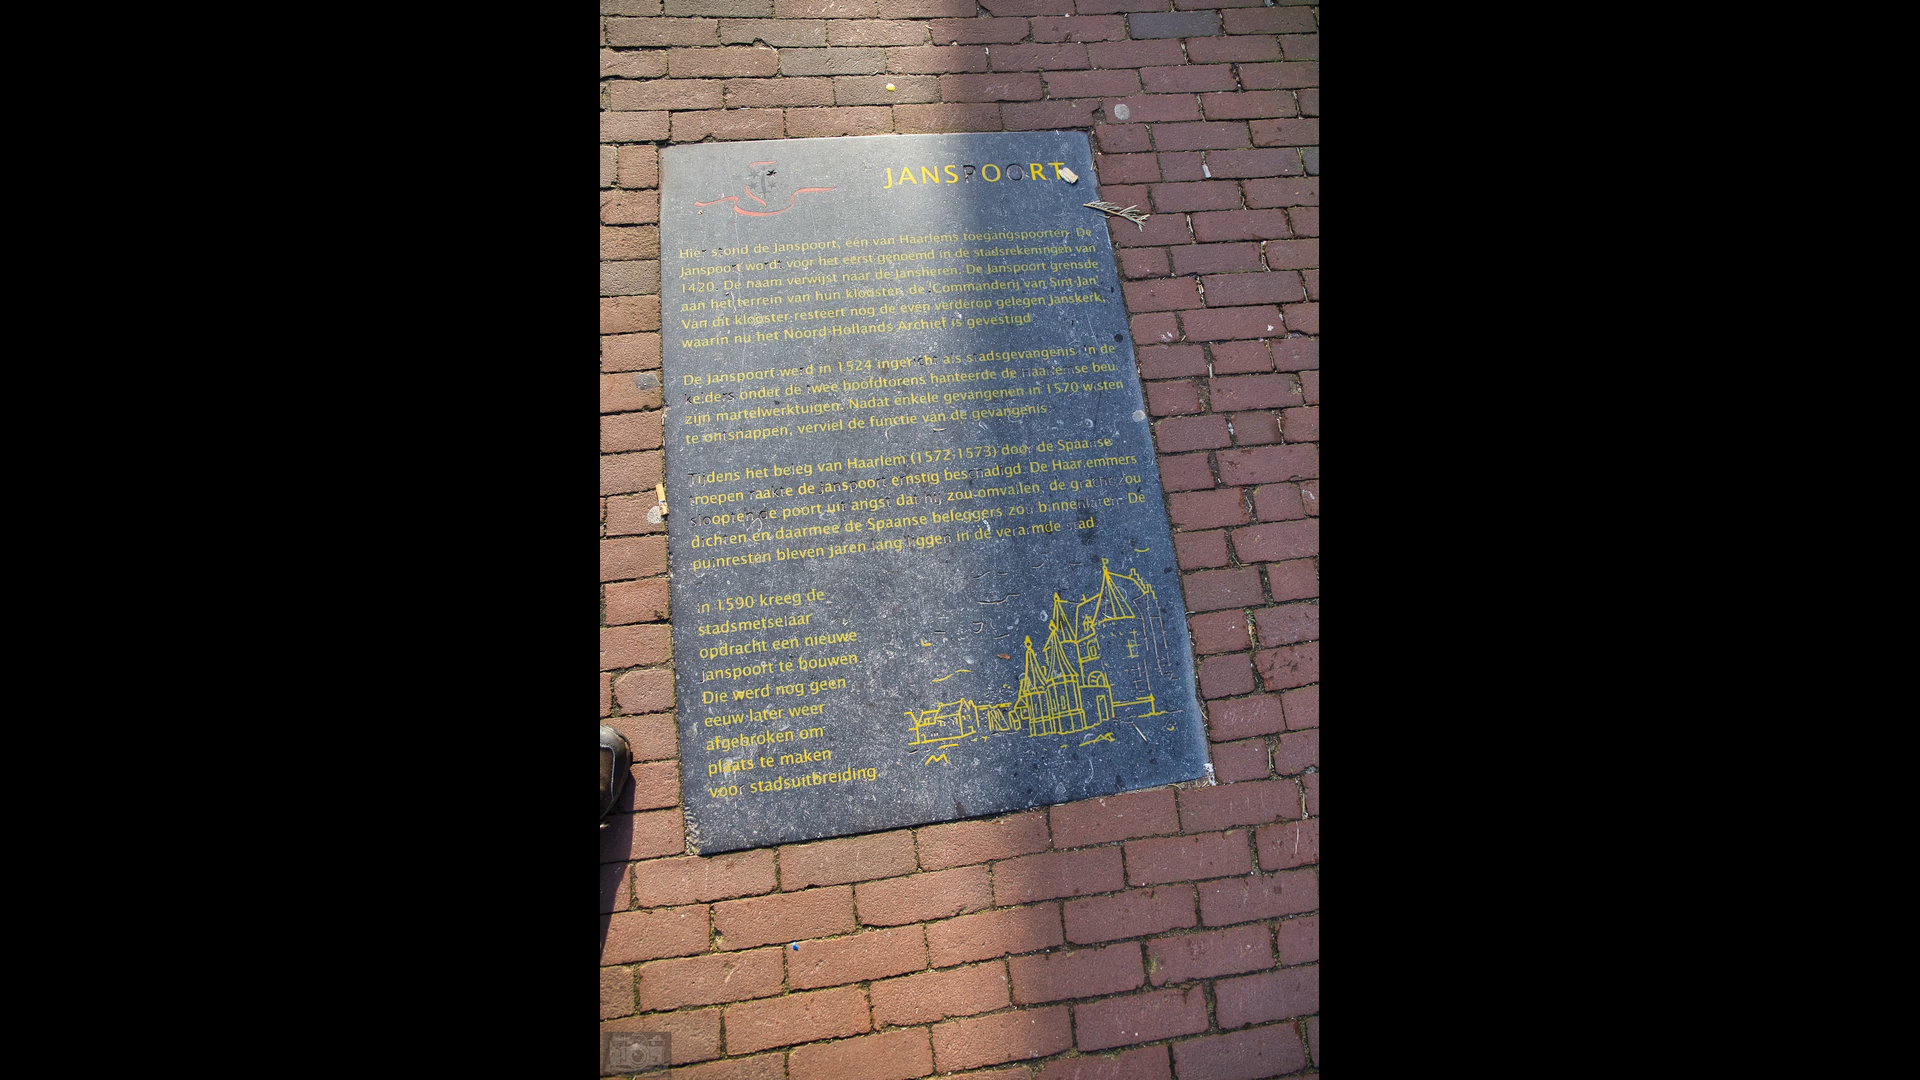 JANSPOORT
Hier stond de Janspoort, één van Haarlems toegangspoorten. De
Janspoort wordt voor het eerst genoemd in de stadsrekeningen van
1420. De naam verwijst naar de Jansheren. De Janspoort grensde
aan het terrein van hun klooster, de 'Commanderij van Sint Jan'.
Van dit klooster resteert nog de even verderop gelegen Janskerk,
waarin nu het Noord-Hollands Archief is gevestigd.
De Janspoort werd in 1524 ingericht als stadsgevangenis. In de
kelders onder de twee hoofdtorens hanteerde de Haarlemse beul
zijn martelwerktuigen. Nadat enkele gevangenen in 1570 wisten
te ontsnappen, verviel de functie van de gevangenis.
Tijdens het beleg van Haarlem (1572-1573) door de Spaanse
troepen raakte de Janspoort ernstig beschadigd. De Haarlemmers
sloopten de poort uit angst dat hij zou omvallen, de gracht zou
dichten en daarmee de Spaanse beleggers zou binnenlaten. De
puinresten bleven jaren lang liggen in de verarmde stad.
In 1590 kreeg de
stadsmetselaar
opdracht een nieuwe
Janspoort te bouwen.
Die werd nog geen
eeuw later weer
afgebroken om
plaats te maken
voor stadsuitbreiding.